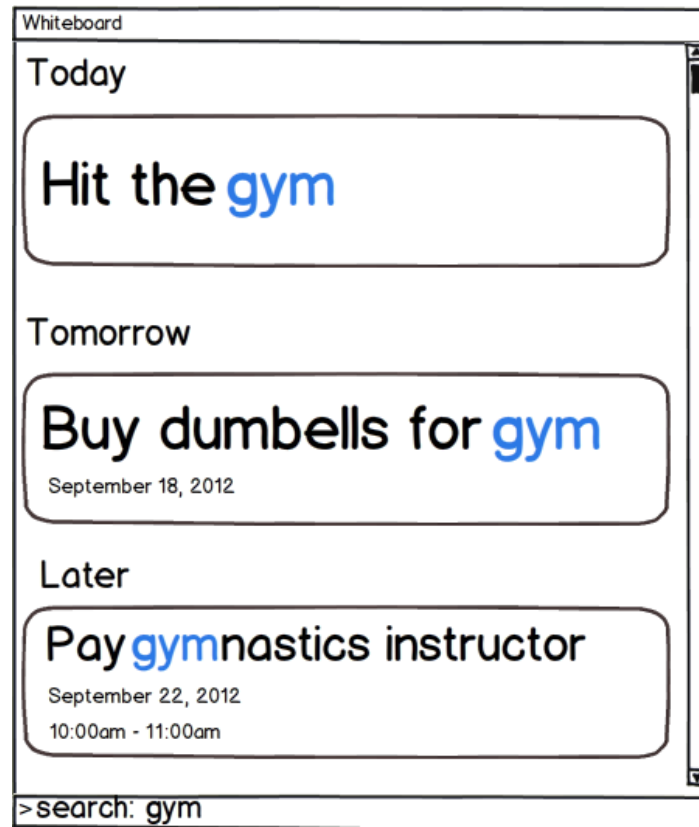 Whiteboard
Today
Hit the gym
Tomorrow
Buy dumbells for gym
September 18, 2012
Later
Pay gymnastics instructor
September 22, 2012
10:00am - 11:00am
>search: gym